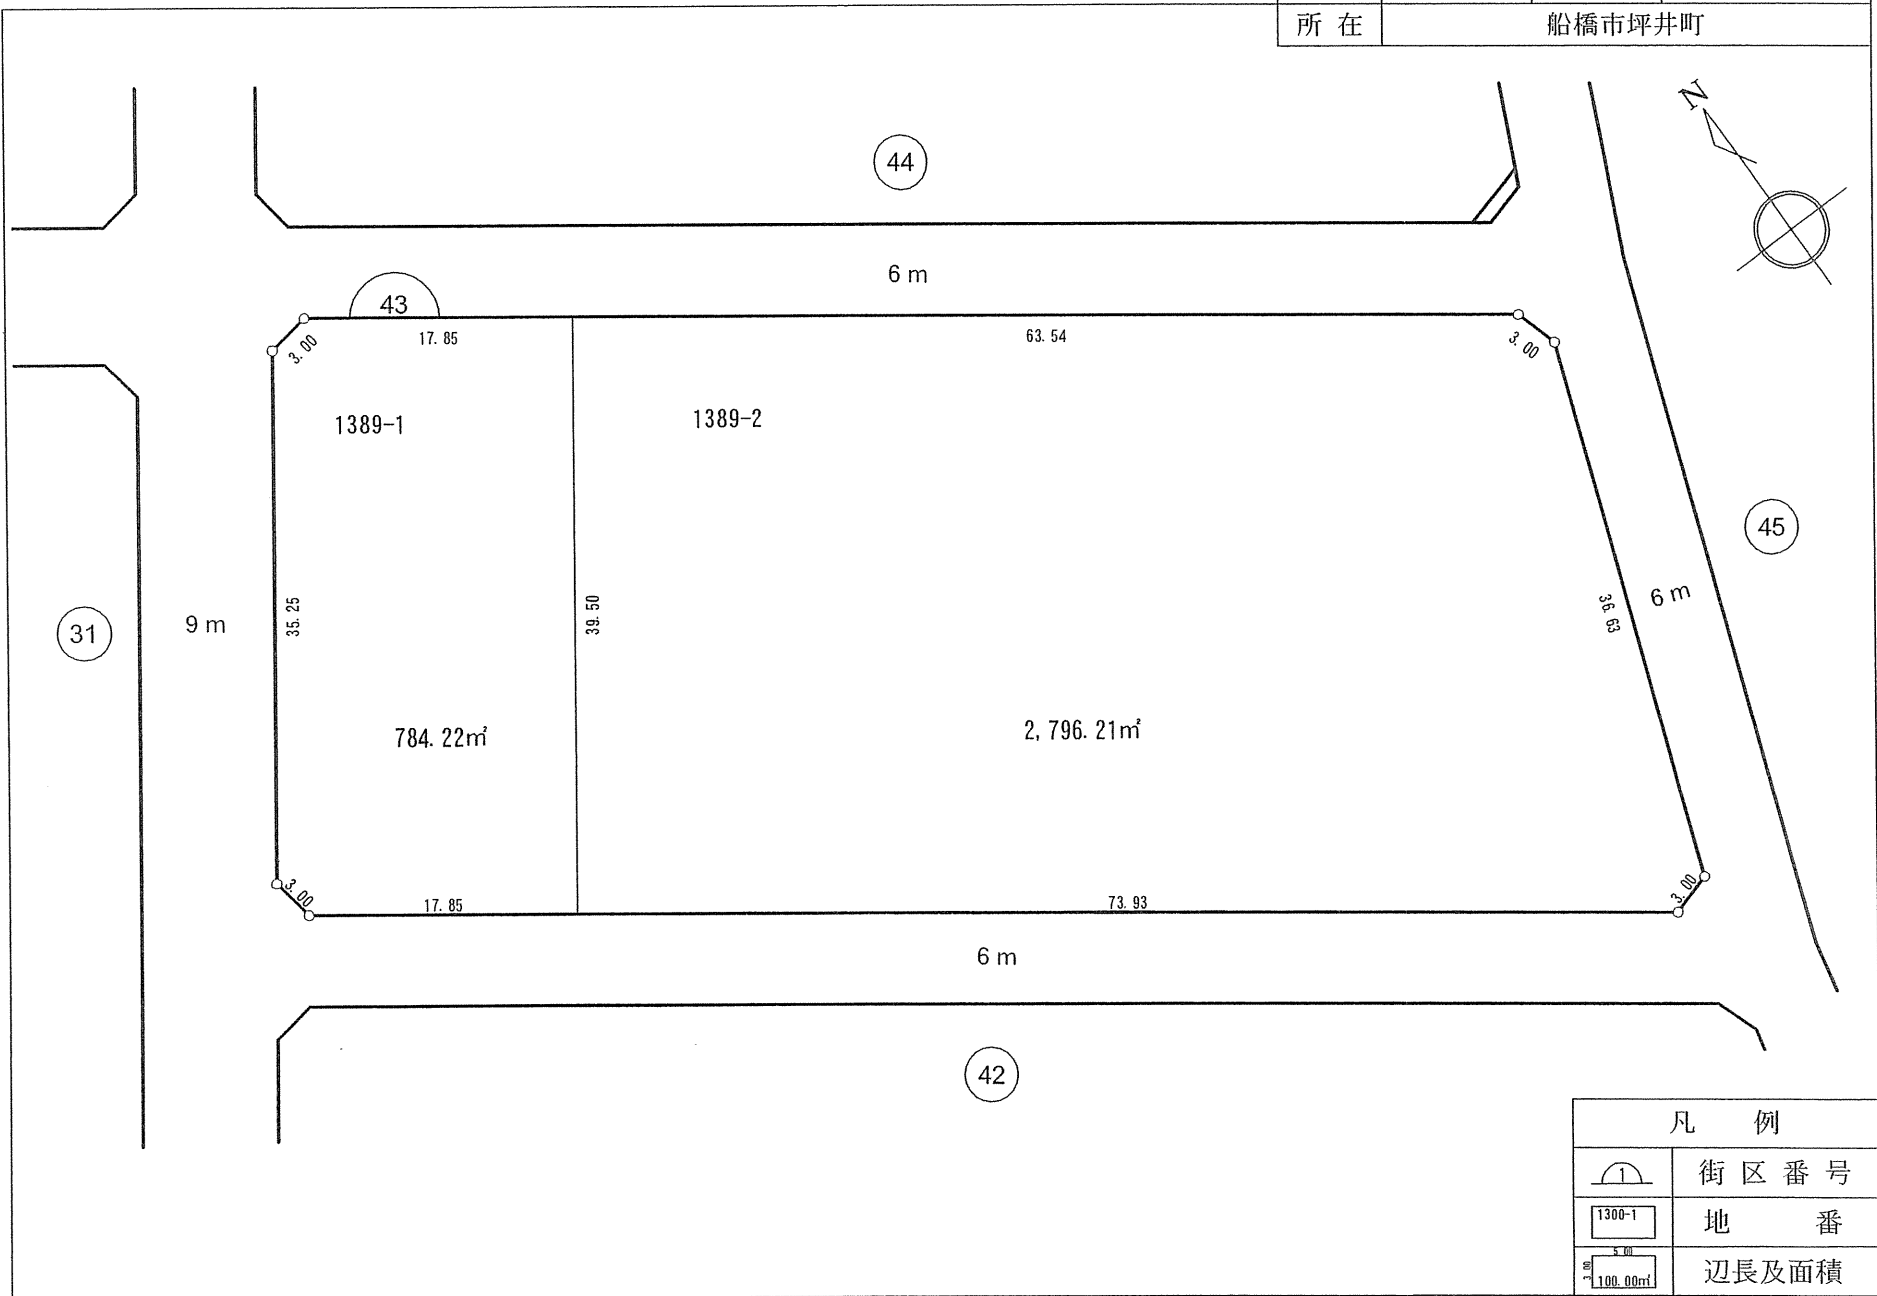 所在 船橋市坪井町
N
44
6 m
43
17.85 63.54
3.00 3.00
1389-1 1389-2
45
35.25 39.50 36.63 6 m
31 9 m
784.22㎡ 2,796.21㎡
3.00 3.00
17.85 73.93
6 m
42
凡例
1 街区番号
1300-1 地番
5.00
3.00 100.00㎡ 辺長及面積